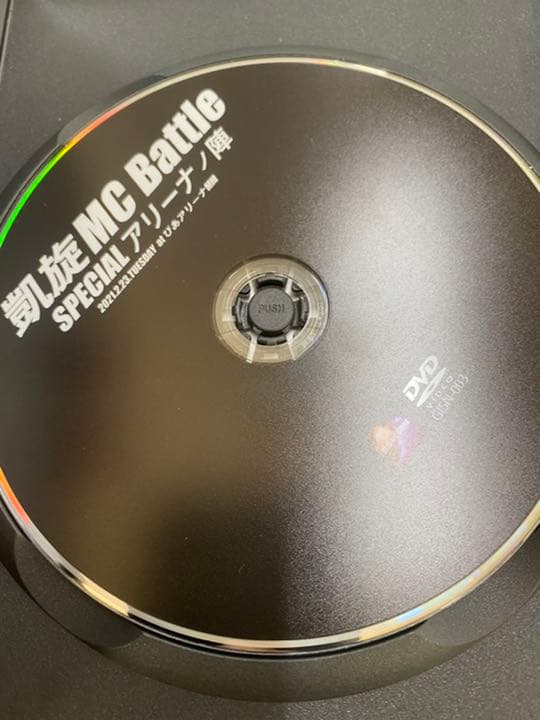 凱旋MC Battle
SPECIALアリーナノ陣
2021.2.23.TUESDAY at ぴあアリーナMM
PUSH
DVD
VIDEO